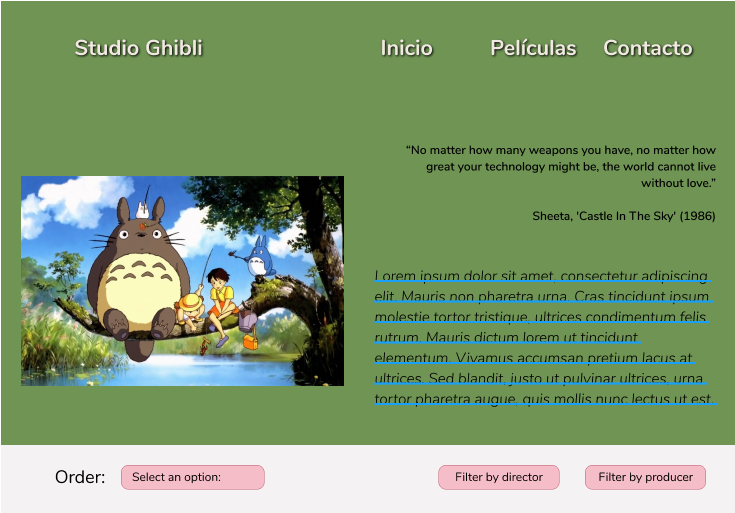 Studio Ghibli
Inicio
Películas
Contacto
“No matter how many weapons you have, no matter how
great your technology might be, the world cannot live
without love.”
Sheeta, 'Castle In The Sky' (1986)
Lorem ipsum dolor sit amet, consectetur adipiscing
elit. Mauris non pharetra urna. Cras tincidunt ipsum
molestie tortor tristique, ultrices condimentum felis
rutrum. Mauris dictum lorem ut tincidunt
elementum. Vivamus accumsan pretium lacus at
ultrices. Sed blandit, justo ut pulvinar ultrices, urna
tortor pharetra augue, quis mollis nunc lectus ut est.
Order:
Select an option:
Filter by director
Filter by producer